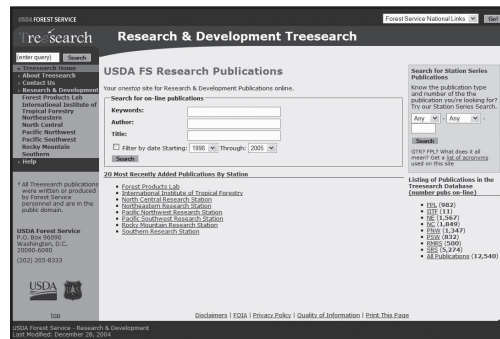 USDA FOREST SERVICE
Forest Service National Links
Go!
Treesearch
Research & Development Treesearch
(enter query)
Search
Treesearch Home
About Treesearch
Contact Us
Research & Development
Forest Products Lab
International Institute of
Tropical Forestry
Northeastern
North Central
Pacific Northwest
Pacific Southwest
Rocky Mountain
Southern
Help
* All Treesearch publications
were written or produced
by Forest Service
personnel and are in the
public domain.
USDA Forest Service
P.O. Box 96090
Washington, D.C.
20090-6090
(202) 205-8333
USDA
top
USDA FS Research Publications
Your onestop site for Research & Development Publications online.
Search for on-line publications
Keywords:
Author:
Title:
Filter by date Starting: 1998 Through: 2005
Search
20 Most Recently Added Publications By Station
Forest Products Lab
International Institute of Tropical Forestry
North Central Research Station
Northeastern Research Station
Pacific Northwest Research Station
Pacific Southwest Research Station
Rocky Mountain Research Station
Southern Research Station
Search for Station Series
Publications
Know the publication type
and number of the the
publication you're looking for?
Try our Station Series Search.
Any - Any -
Search
GTR? FPL? What does it all
mean? Get a list of acronyms
used on this site
Listing of Publications in the
Treesearch Database
(number pubs on-line)
FPL (982)
IITF (11)
NE (1,567)
NC (1,849)
PNW (1,347)
PSW (832)
RMRS (500)
SRS (5,274)
All Publications (12,540)
Disclaimers | FOIA | Privacy Policy | Quality of Information | Print This Page
USDA Forest Service - Research & Development
Last Modified: December 28, 2004